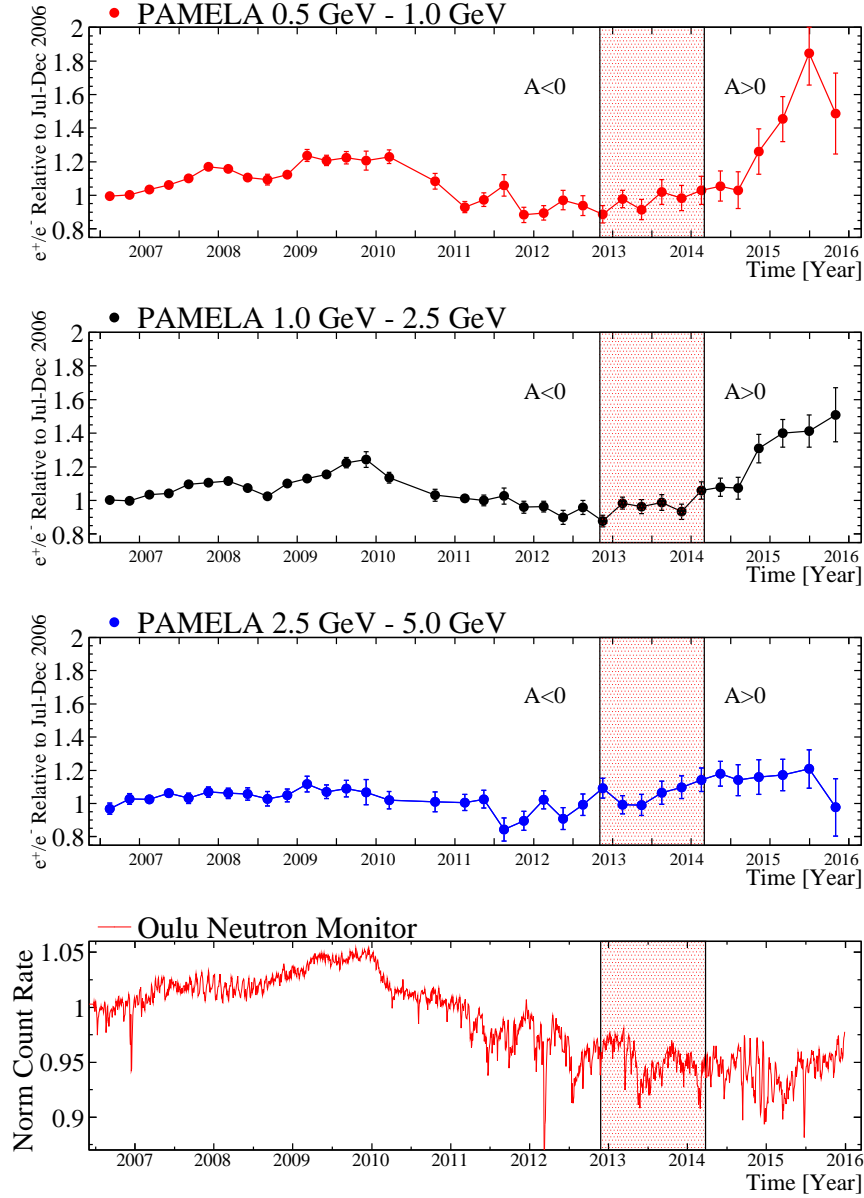 PAMELA 0.5 GeV - 1.0 GeV
e+/e- Relative to Jul-Dec 2006
2
1.8
1.6
1.4
1.2
1
0.8
A<0
A>0
2007 2008 2009 2010 2011 2012 2013 2014 2015 2016
Time [Year]
PAMELA 1.0 GeV - 2.5 GeV
e+/e- Relative to Jul-Dec 2006
2
1.8
1.6
1.4
1.2
1
0.8
A<0
A>0
2007 2008 2009 2010 2011 2012 2013 2014 2015 2016
Time [Year]
PAMELA 2.5 GeV - 5.0 GeV
e+/e- Relative to Jul-Dec 2006
2
1.8
1.6
1.4
1.2
1
0.8
A<0
A>0
2007 2008 2009 2010 2011 2012 2013 2014 2015 2016
Time [Year]
Oulu Neutron Monitor
Norm Count Rate
1.05
1
0.95
0.9
2007 2008 2009 2010 2011 2012 2013 2014 2015 2016
Time [Year]